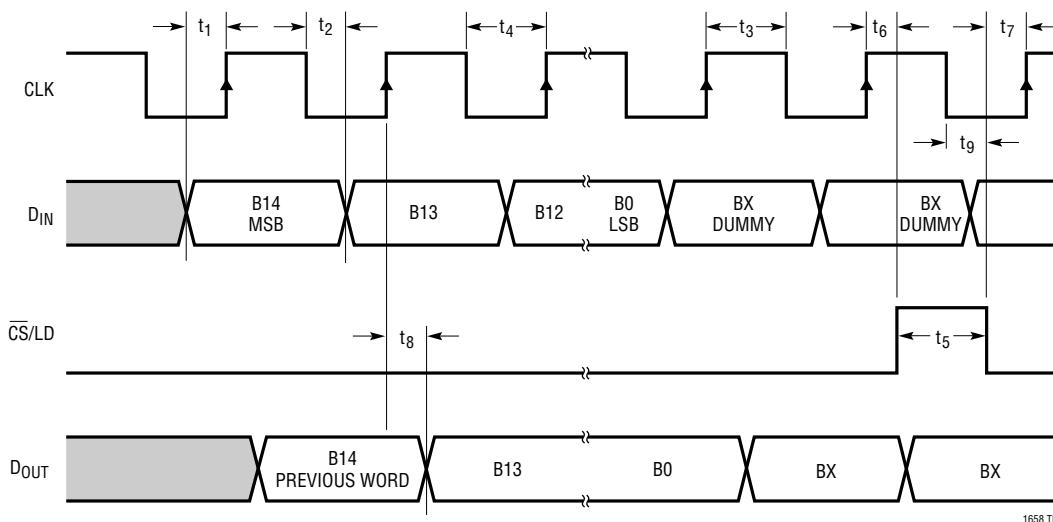 t1 t2 t4 t3 t6 t7
CLK
t9
DIN
B14
MSB
B13
B12
B0
LSB
BX
DUMMY
BX
DUMMY
CS/LD
t8
t5
DOUT
B14
PREVIOUS WORD
B13
B0
BX
BX